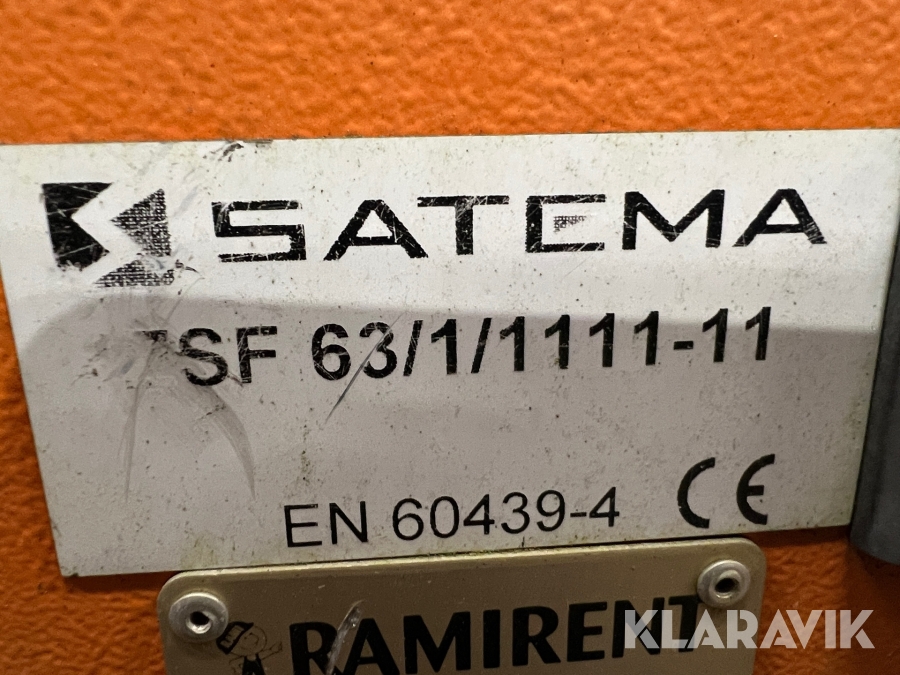 SATEMA
SF 63/1/1111-11
EN 60439-4 CE
RAMIRENT
KLARAVIK